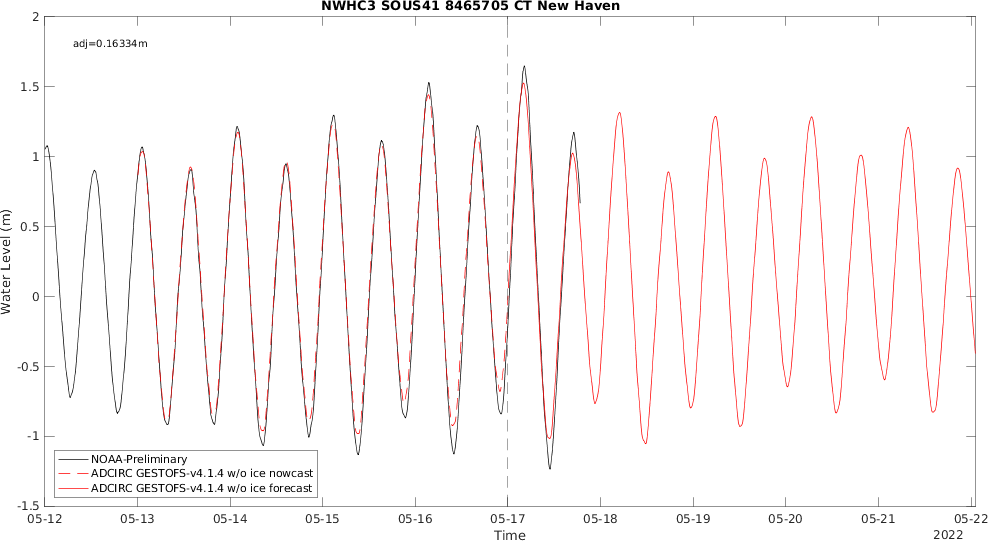 NWHC3 SOUS41 8465705 CT New Haven
adj=0.16334m
2
1.5
1
0.5
0
-0.5
-1
-1.5
Water Level (m)
NOAA-Preliminary
ADCIRC GESTOFS-v4.1.4 w/o ice nowcast
ADCIRC GESTOFS-v4.1.4 w/o ice forecast
05-12 05-13 05-14 05-15 05-16 05-17 05-18 05-19 05-20 05-21 05-22
Time
2022